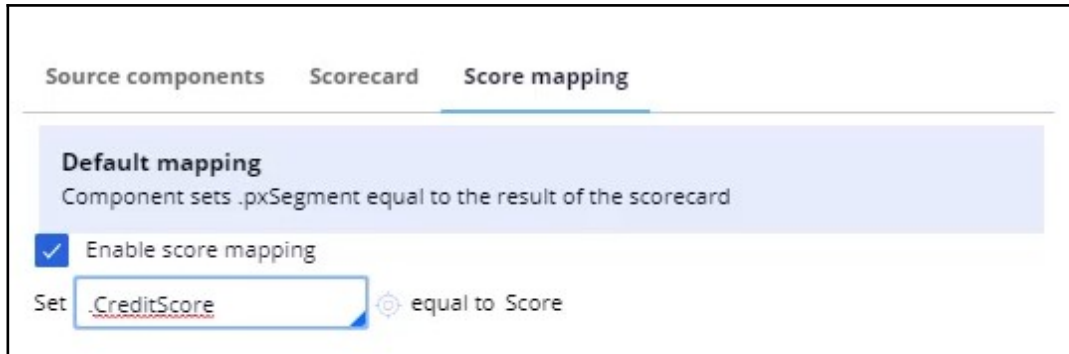 Source components Scorecard Score mapping
Default mapping
Component sets .pxSegment equal to the result of the scorecard
Enable score mapping
Set .CreditScore equal to Score